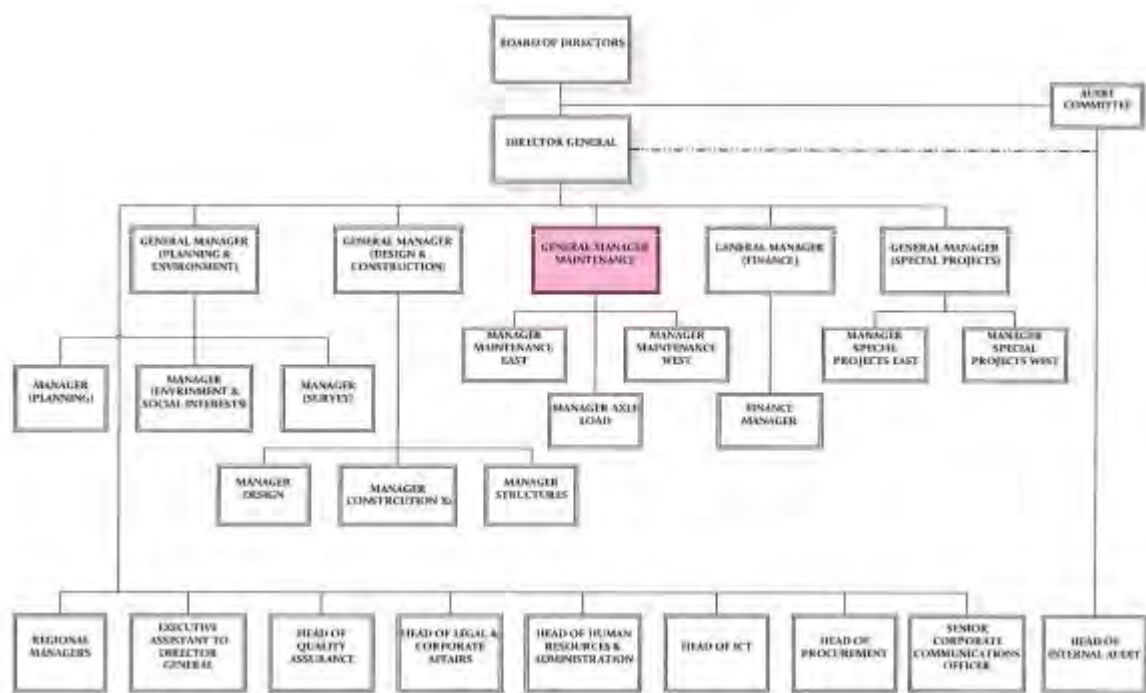 BOARD OF DIRECTORS
AUDIT
COMMITTEE
DIRECTOR GENERAL
GENERAL MANAGER
(PLANNING &
ENVIRONMENT)
GENERAL MANAGER
(DESIGN &
CONSTRUCTION)
GENERAL MANAGER
MAINTENANCE
GENERAL MANAGER
(FINANCE)
GENERAL MANAGER
(SPECIAL PROJECTS)
MANAGER
MAINTENANCE
EAST
MANAGER
MAINTENANCE
WEST
MANAGER
SPECIAL
PROJECTS EAST
MANAGER
SPECIAL
PROJECTS WEST
MANAGER
(PLANNING)
MANAGER
(ENVRINMENT &
SOCIAL INTERESTS)
MANAGER
(SURVEY)
MANAGER AXLE
LOAD
FINANCE
MANAGER
MANAGER
DESIGN
MANAGER
CONSTRCUTION X3
MANAGER
STRUCTURES
REGIONAL
MANAGERS
EXECUTIVE
ASSISTANT TO
DIRECTOR
GENERAL
HEAD OF
QUALITY
ASSURANCE
HEAD OF LEGAL &
CORPORATE
AFFAIRS
HEAD OF HUMAN
RESOURCES &
ADMINISTRATION
HEAD OF ICT
HEAD OF
PROCUREMENT
SENIOR
CORPORATE
COMMUNICATIONS
OFFICER
HEAD OF
INTERNAL AUDIT